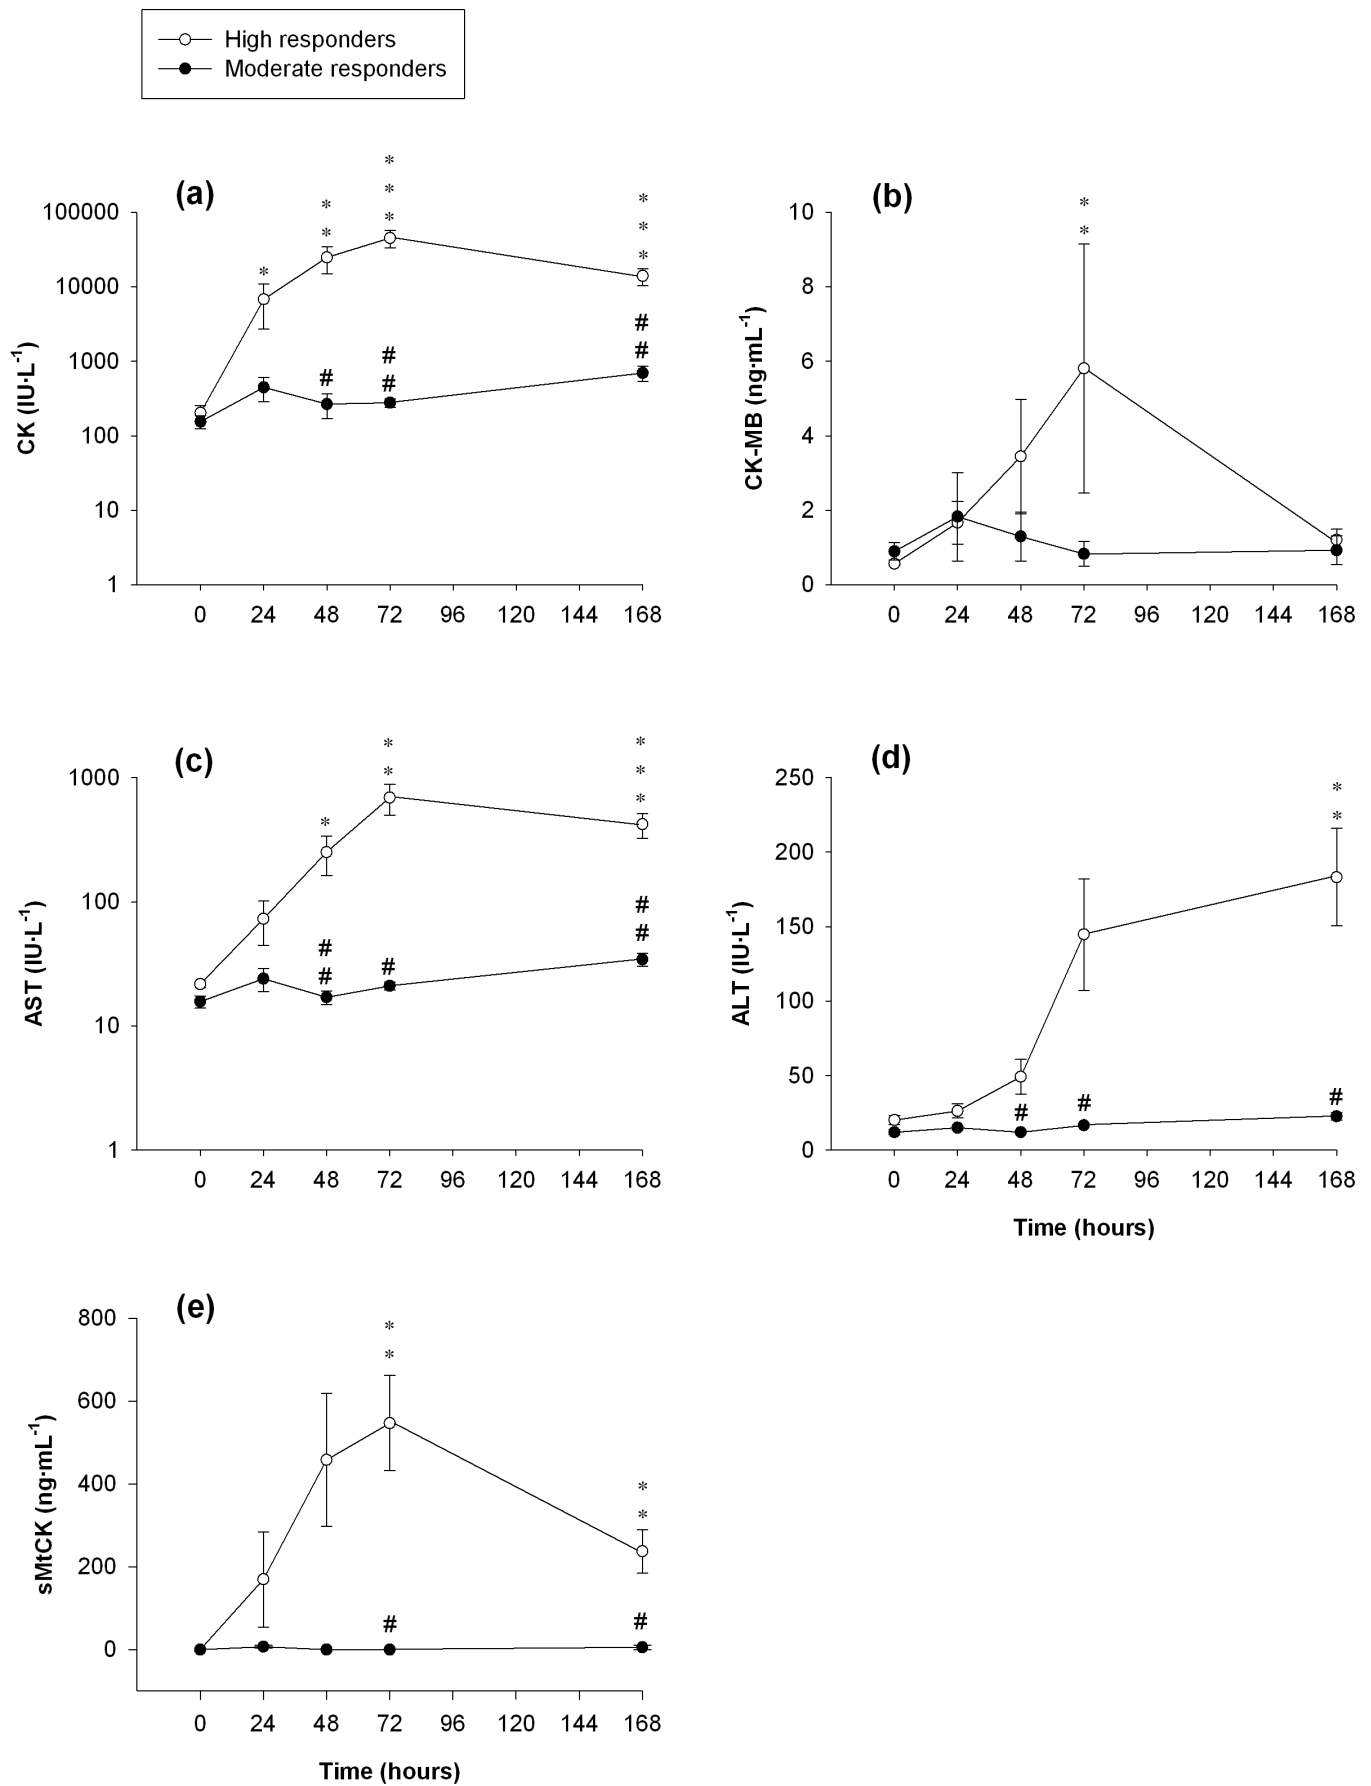 High responders
Moderate responders
(a)
CK (IU·L⁻¹)
100000
10000
1000
100
10
1
*
* *
* * *
* * *
#
# #
# #
0 24 48 72 96 120 144 168
(b)
CK-MB (ng·mL⁻¹)
10
8
6
4
2
0
* *
0 24 48 72 96 120 144 168
(c)
AST (IU·L⁻¹)
1000
100
10
1
*
* *
* * *
# #
#
# #
0 24 48 72 96 120 144 168
(d)
ALT (IU·L⁻¹)
250
200
150
100
50
0
* *
#
#
#
0 24 48 72 96 120 144 168
Time (hours)
(e)
sMtCK (ng·mL⁻¹)
800
600
400
200
0
* *
* *
#
#
0 24 48 72 96 120 144 168
Time (hours)